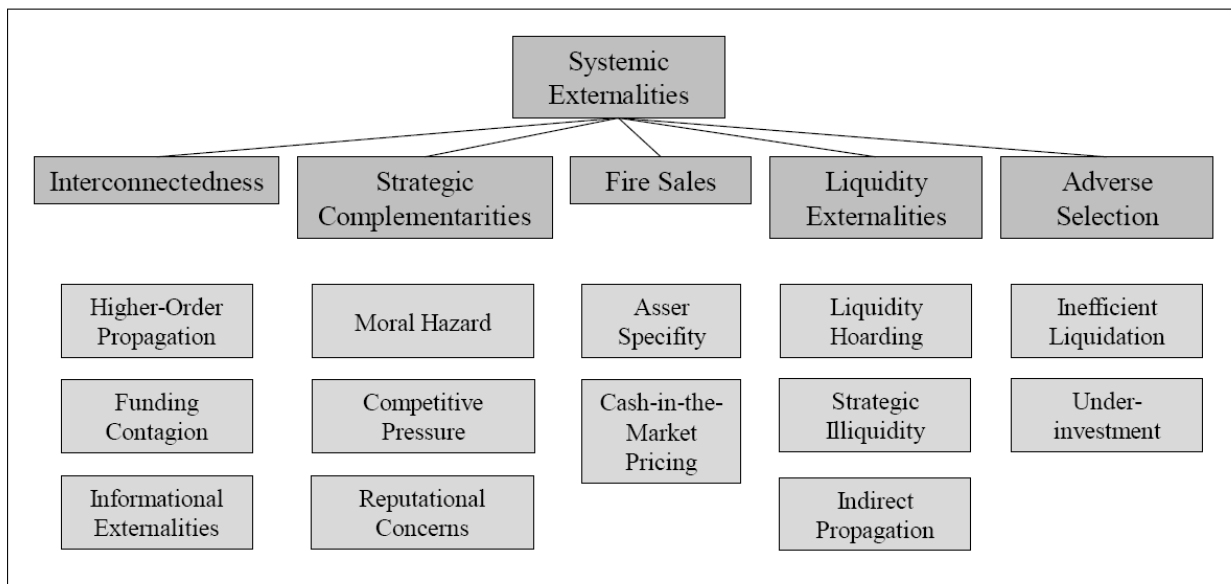 Systemic
Externalities
Interconnectedness
Strategic
Complementarities
Fire Sales
Liquidity
Externalities
Adverse
Selection
Higher-Order
Propagation
Moral Hazard
Asser
Specifity
Liquidity
Hoarding
Inefficient
Liquidation
Funding
Contagion
Competitive
Pressure
Cash-in-the-
Market
Pricing
Strategic
Illiquidity
Under-
investment
Informational
Externalities
Reputational
Concerns
Indirect
Propagation